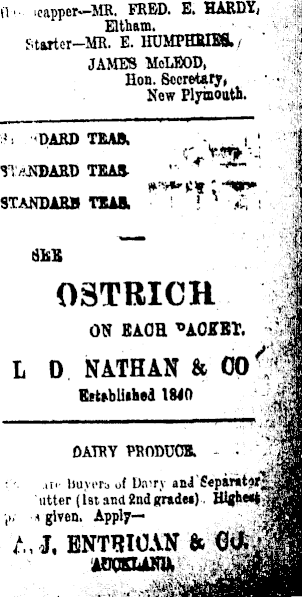 MR. FRED. E. HARDY,
Eltham.
Starter—MR. E. HUMPHRIES.
JAMES McLEOD,
Hon. Secretary,
New Plymouth.
STANDARD TEAS.
STANDARD TEAS.
STANDARD TEAS.
SEE
OSTRICH
ON EACH PACKET.
L D NATHAN & CO
Established 1840
DAIRY PRODUCE.
Buyers of Dairy and Separator
(1st and 2nd grades). Highest
given. Apply—
A. J. ENTRICAN & CO.
AUCKLAND.